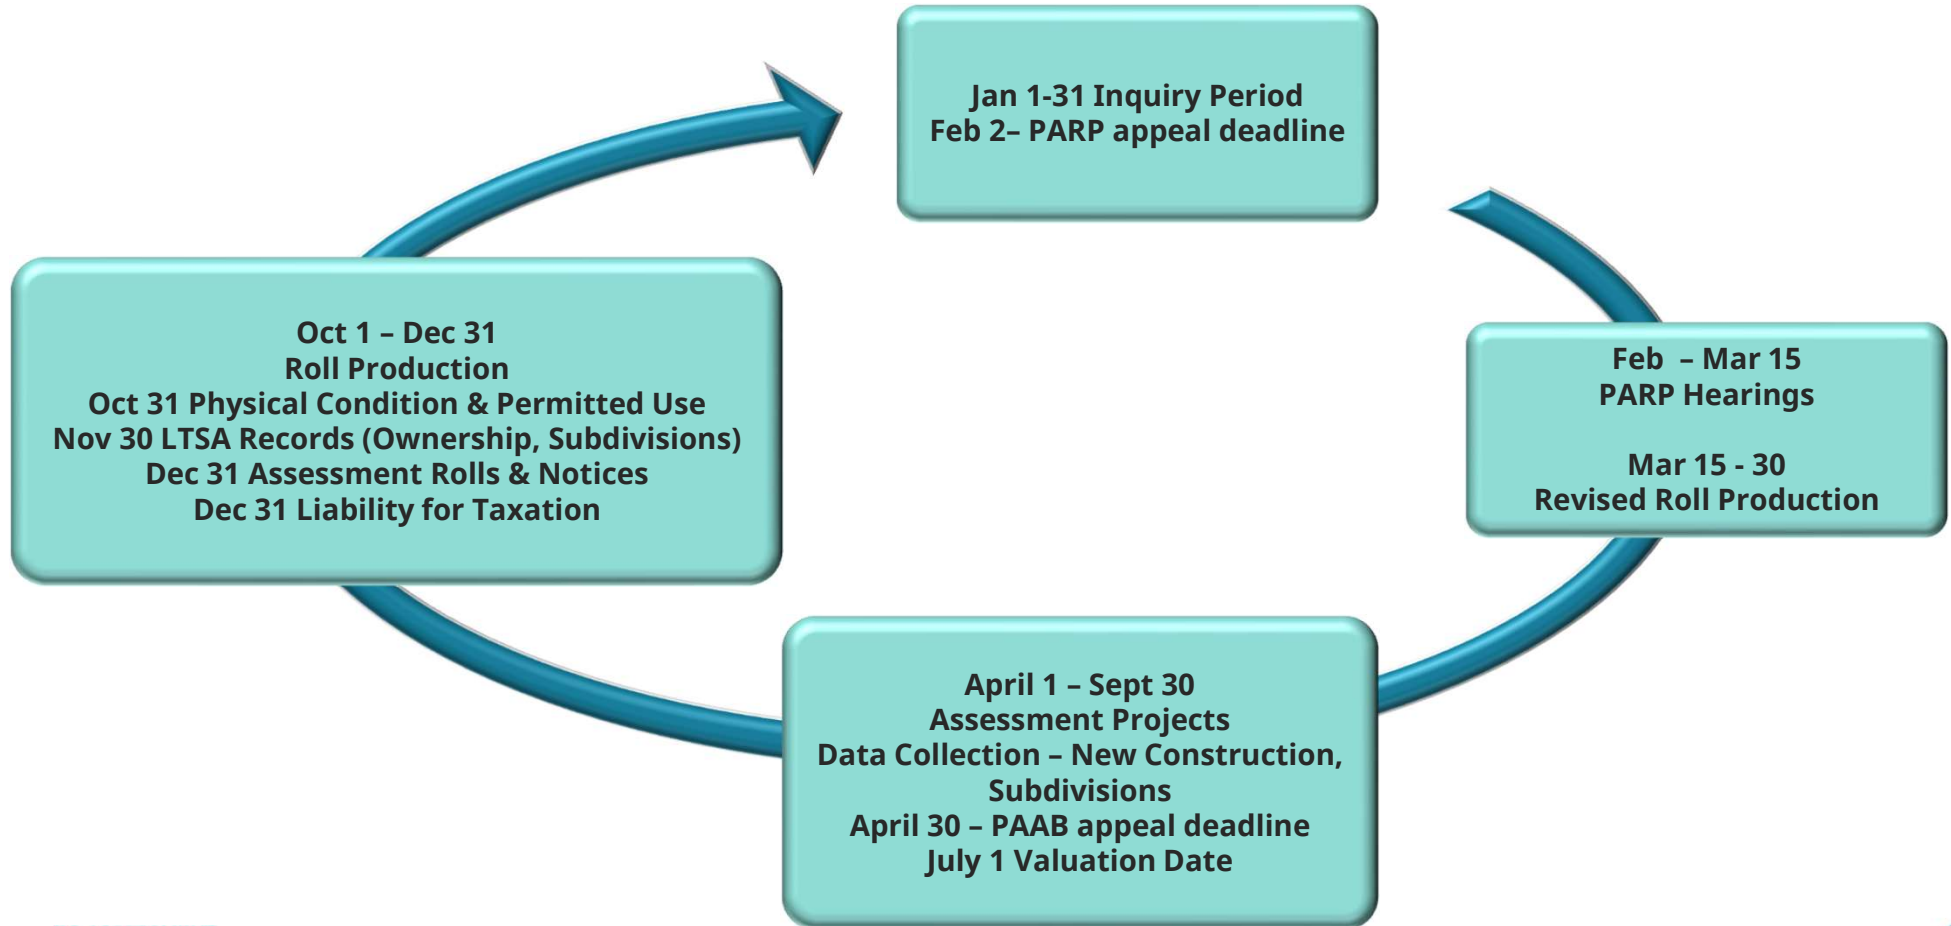 Jan 1-31 Inquiry Period
Feb 2– PARP appeal deadline
Feb  – Mar 15
PARP Hearings
Mar 15 - 30
Revised Roll Production
April 1 – Sept 30
Assessment Projects
Data Collection – New Construction,
Subdivisions
April 30 – PAAB appeal deadline
July 1 Valuation Date
Oct 1 – Dec 31
Roll Production
Oct 31 Physical Condition & Permitted Use
Nov 30 LTSA Records (Ownership, Subdivisions)
Dec 31 Assessment Rolls & Notices
Dec 31 Liability for Taxation